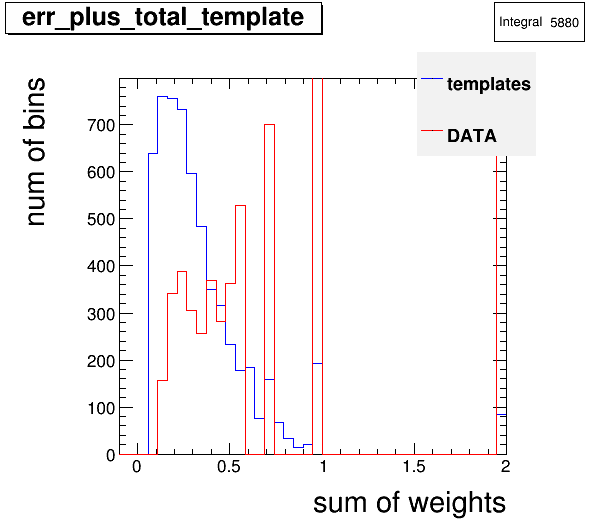 err_plus_total_template
Integral 5880
templates
DATA
num of bins
700
600
500
400
300
200
100
0
0 0.5 1 1.5 2
sum of weights